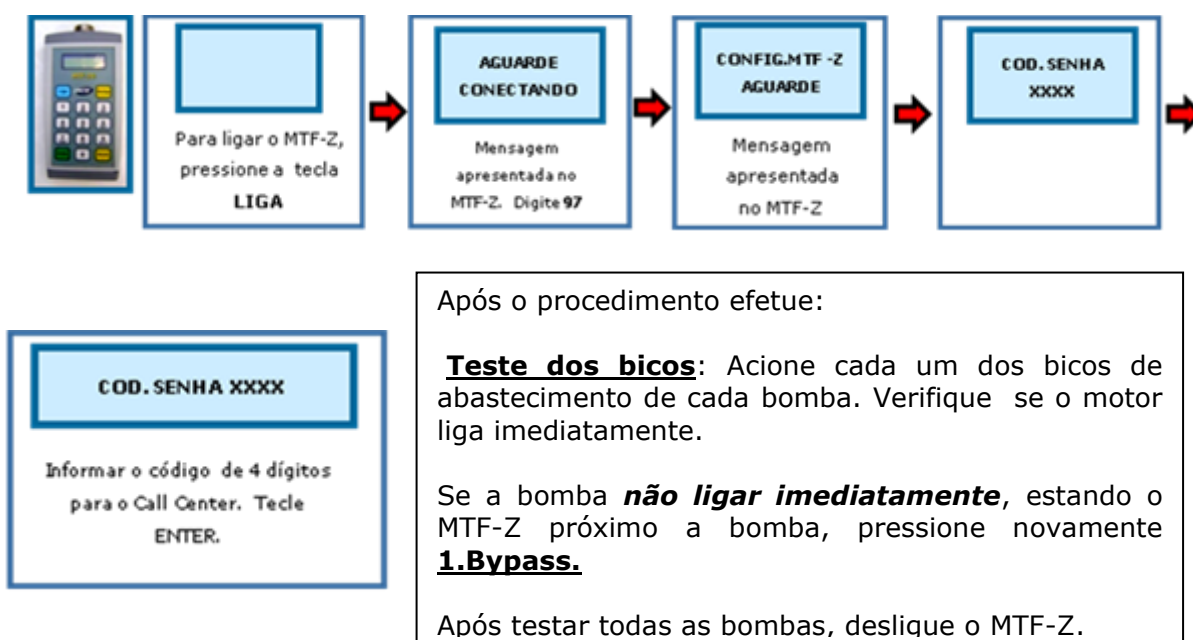 Para ligar o MTF-Z,
pressione a tecla
LIGA
AGUARDE
CONECTANDO
Mensagem
apresentada no
MTF-Z. Digite 97
CONFIG.MTF -Z
AGUARDE
Mensagem
apresentada
no MTF-Z
COD. SENHA
XXXX
COD. SENHA XXXX
Informar o código de 4 dígitos
para o Call Center. Tecle
ENTER.
Após o procedimento efetue:
Teste dos bicos: Acione cada um dos bicos de
abastecimento de cada bomba. Verifique se o motor
liga imediatamente.
Se a bomba não ligar imediatamente, estando o
MTF-Z próximo a bomba, pressione novamente
1.Bypass.
Após testar todas as bombas, desligue o MTF-Z.